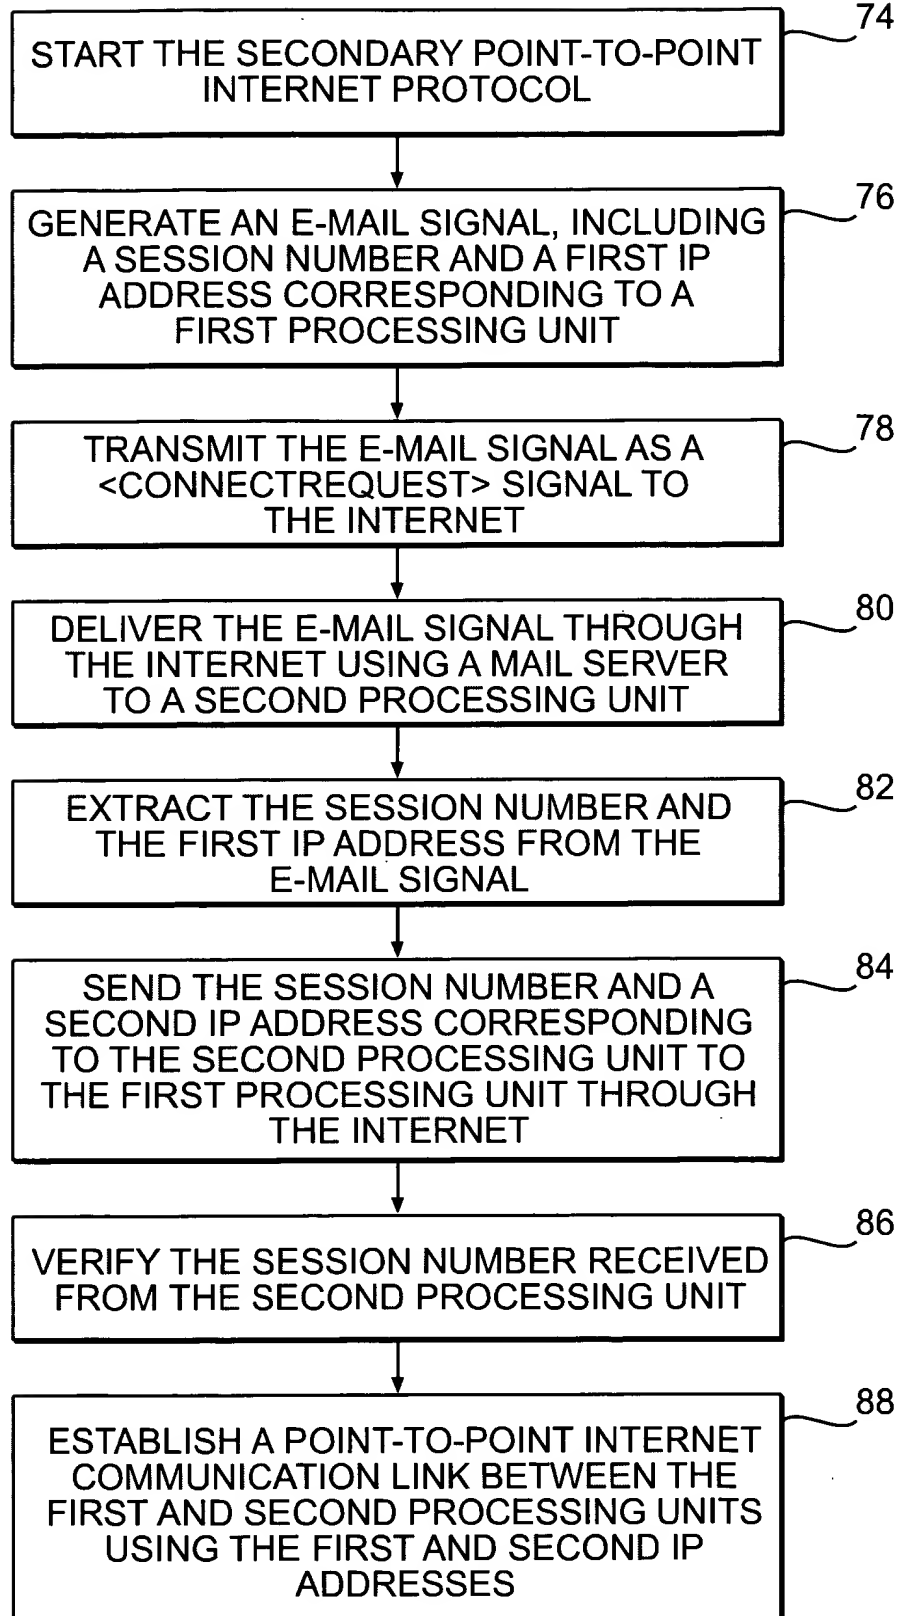 74
START THE SECONDARY POINT-TO-POINT
INTERNET PROTOCOL
76
GENERATE AN E-MAIL SIGNAL, INCLUDING
A SESSION NUMBER AND A FIRST IP
ADDRESS CORRESPONDING TO A
FIRST PROCESSING UNIT
78
TRANSMIT THE E-MAIL SIGNAL AS A
<CONNECTREQUEST> SIGNAL TO
THE INTERNET
80
DELIVER THE E-MAIL SIGNAL THROUGH
THE INTERNET USING A MAIL SERVER
TO A SECOND PROCESSING UNIT
82
EXTRACT THE SESSION NUMBER AND
THE FIRST IP ADDRESS FROM THE
E-MAIL SIGNAL
84
SEND THE SESSION NUMBER AND A
SECOND IP ADDRESS CORRESPONDING
TO THE SECOND PROCESSING UNIT TO
THE FIRST PROCESSING UNIT THROUGH
THE INTERNET
86
VERIFY THE SESSION NUMBER RECEIVED
FROM THE SECOND PROCESSING UNIT
88
ESTABLISH A POINT-TO-POINT INTERNET
COMMUNICATION LINK BETWEEN THE
FIRST AND SECOND PROCESSING UNITS
USING THE FIRST AND SECOND IP
ADDRESSES